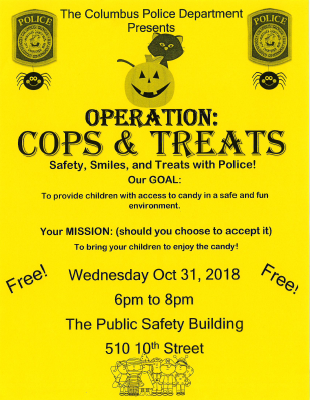 The Columbus Police Department
Presents
POLICE
POLICE
OPERATION:
COPS & TREATS
Safety, Smiles, and Treats with Police!
Our GOAL:
To provide children with access to candy in a safe and fun
environment.
Your MISSION: (should you choose to accept it)
To bring your children to enjoy the candy!
Free!
Free!
Wednesday Oct 31, 2018
6pm to 8pm
The Public Safety Building
510 10th Street